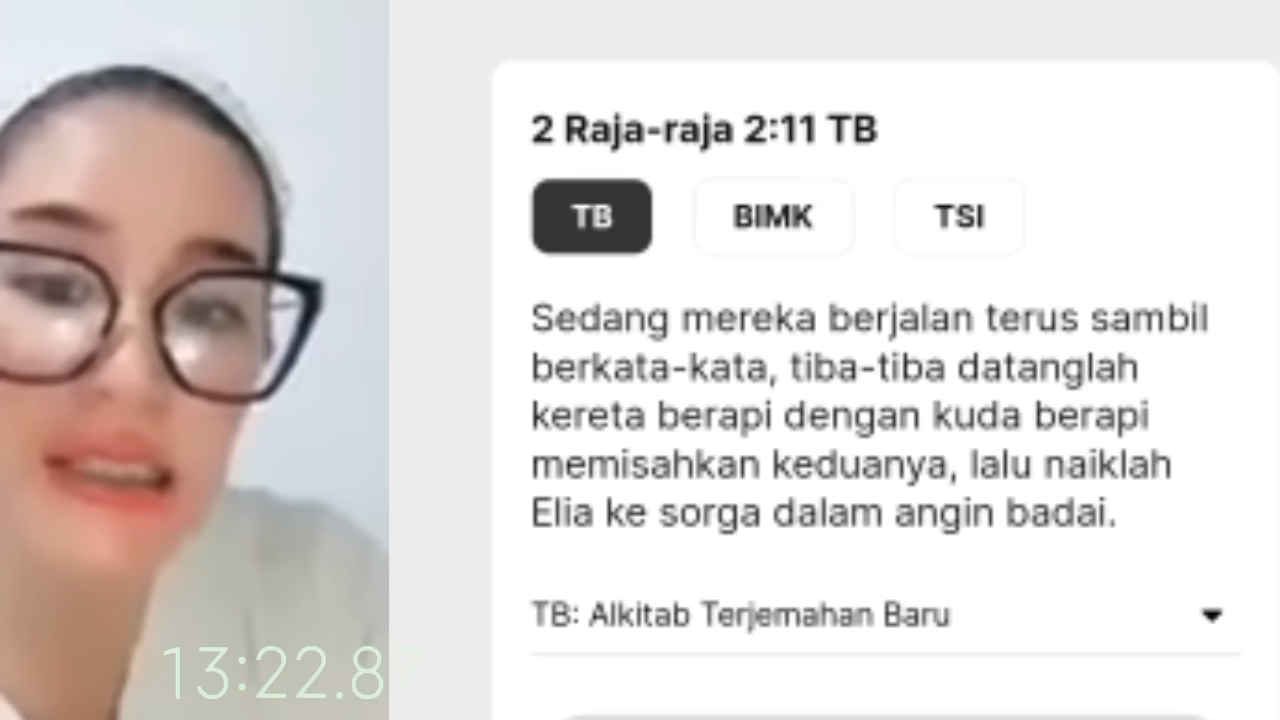 2 Raja-raja 2:11 TB
TB
BIMK
TSI
Sedang mereka berjalan terus sambil
berkata-kata, tiba-tiba datanglah
kereta berapi dengan kuda berapi
memisahkan keduanya, lalu naiklah
Elia ke sorga dalam angin badai.
TB: Alkitab Terjemahan Baru
13:22.87